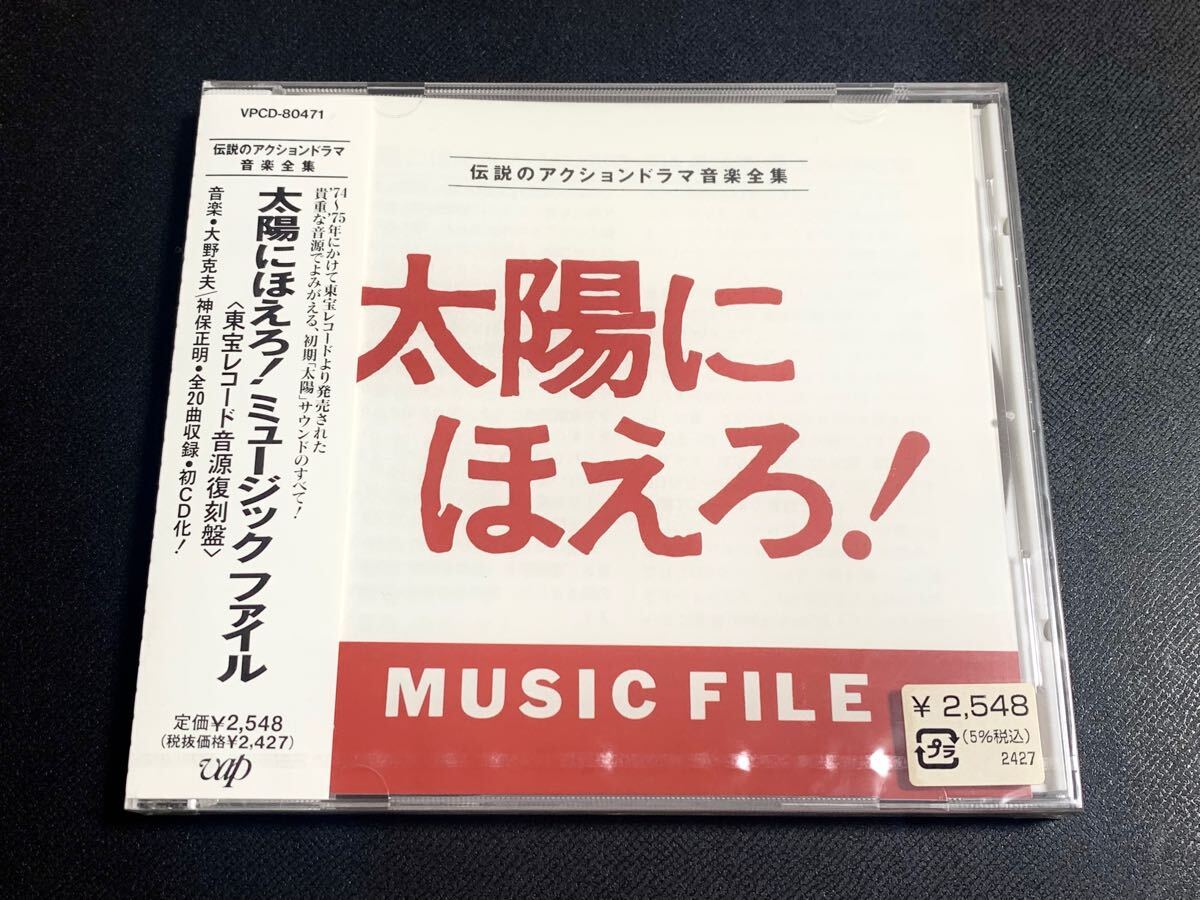 VPCD-80471
伝説のアクションドラマ
音楽全集
'74〜'75年にかけて東宝レコードより発売された
貴重な音源でよみがえる、初期「太陽」サウンドのすべて!
太陽にほえろ!ミュージックファイル
〈東宝レコード音源復刻盤〉
音楽・大野克夫/神保正明・全20曲収録・初CD化!
定価¥2,548
(税抜価格¥2,427)
vap
伝説のアクションドラマ音楽全集
太陽に
ほえろ!
MUSIC FILE
¥ 2,548
プラ
(5%税込)
2427